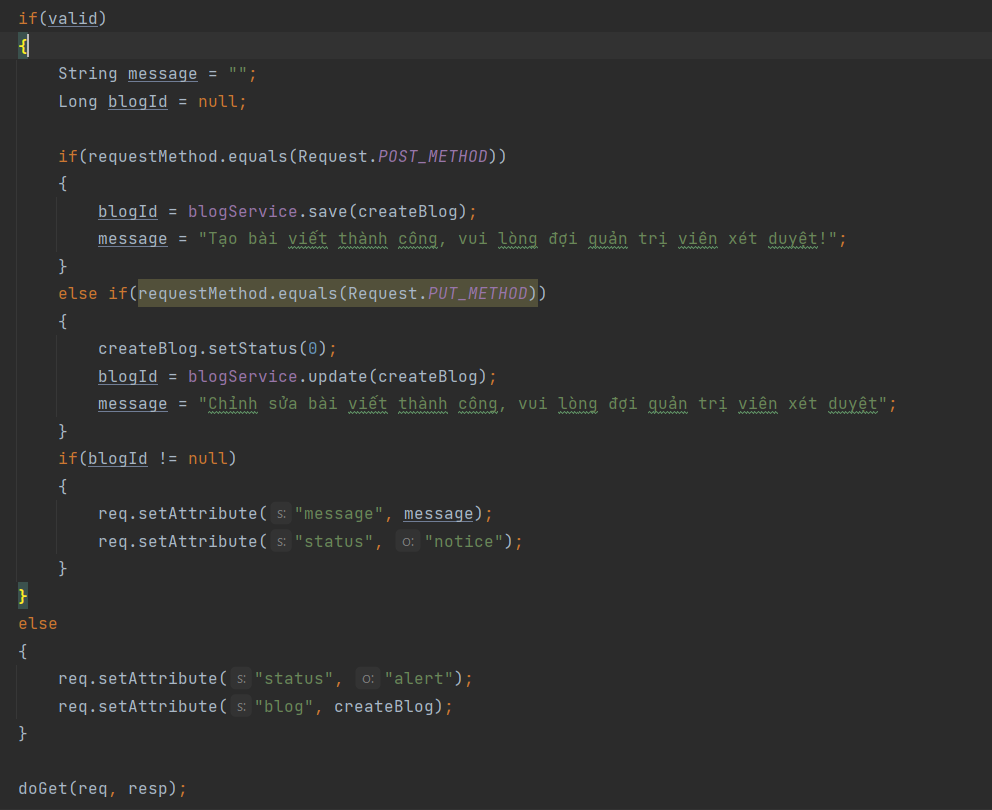 if(valid)
{
String message = "";
Long blogId = null;
if(requestMethod.equals(Request.POST_METHOD))
{
blogId = blogService.save(createBlog);
message = "Tạo bài viết thành công, vui lòng đợi quản trị viên xét duyệt!";
}
else if(requestMethod.equals(Request.PUT_METHOD))
{
createBlog.setStatus(0);
blogId = blogService.update(createBlog);
message = "Chỉnh sửa bài viết thành công, vui lòng đợi quản trị viên xét duyệt";
}
if(blogId != null)
{
req.setAttribute( s: "message", message);
req.setAttribute( s: "status", o: "notice");
}
}
else
{
req.setAttribute( s: "status", o: "alert");
req.setAttribute( s: "blog", createBlog);
}
doGet(req, resp);